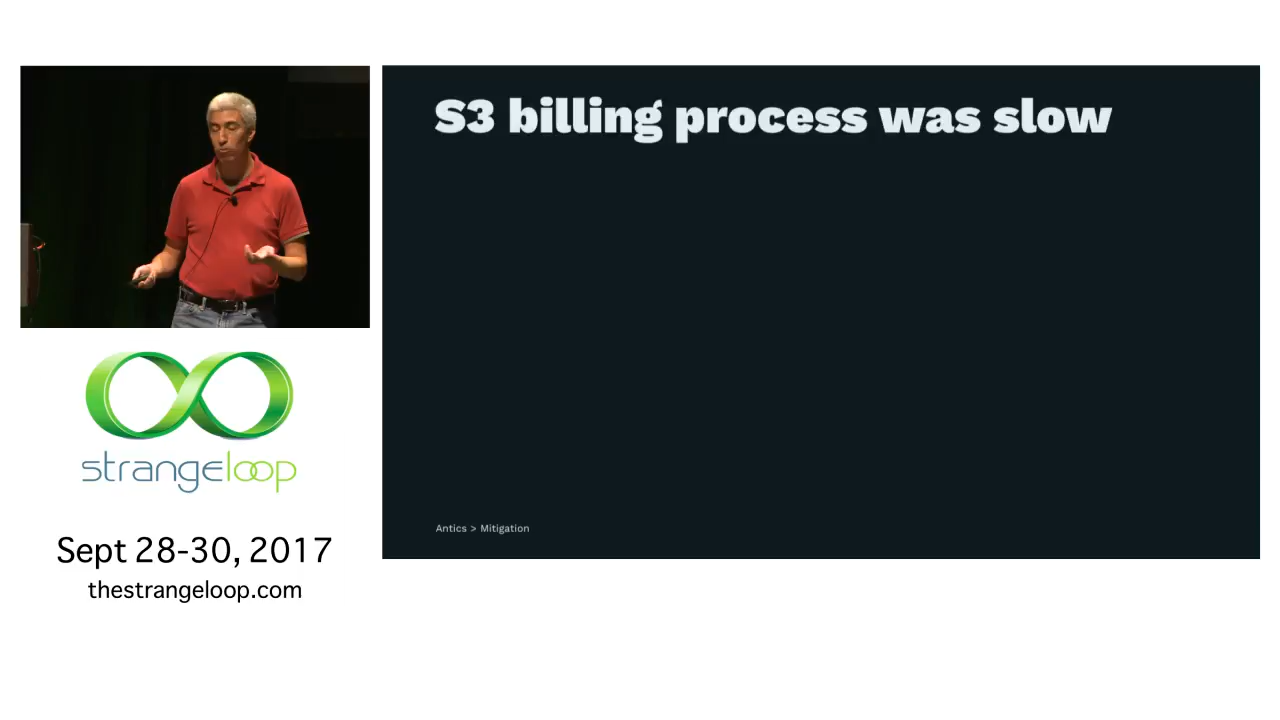 S3 billing process was slow
Antics > Mitigation
strangeloop
Sept 28-30, 2017
thestrangeloop.com